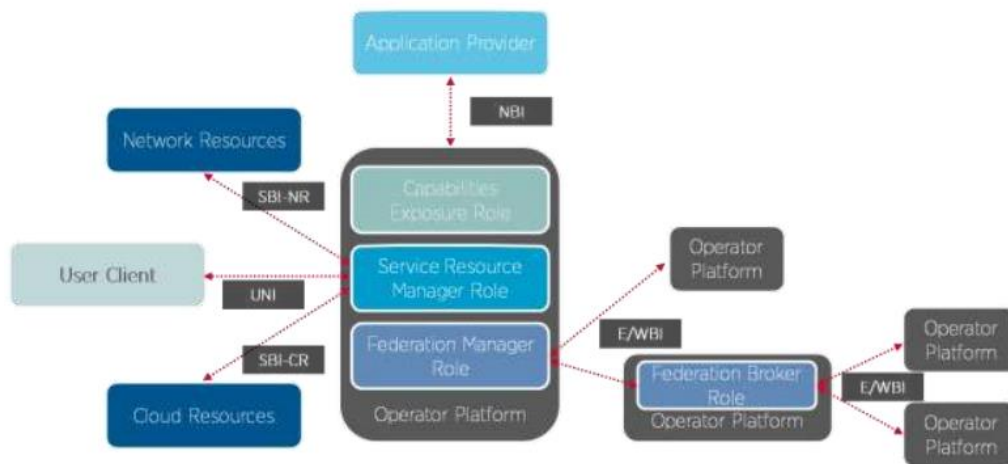 Application Provider
NBI
Network Resources
SBI-NR
Capabilities
Exposure Role
User Client
UNI
Service Resource
Manager Role
Operator
Platform
SBI-CR
Federation Manager
Role
E/WBI
Cloud Resources
Operator Platform
Federation Broker
Role
Operator Platform
E/WBI
Operator
Platform
Operator
Platform